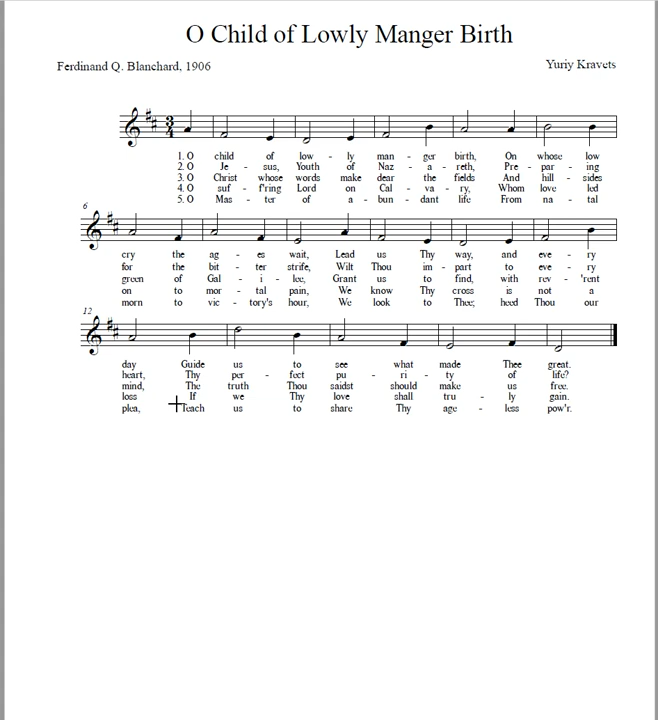 O Child of Lowly Manger Birth
Ferdinand Q. Blanchard, 1906
Yuriy Kravets
3
4
1. O child of low - ly man - ger birth, On whose low
2. O Je - sus, Youth of Naz - a - reth, Pre - par - ing
3. O Christ whose words make dear the fields And hill - sides
4. O suf - f'ring Lord on Cal - va - ry, Whom love led
5. O Mas - ter of a - bun - dant life From na - tal
6
cry the ag - es wait, Lead us Thy way, and eve - ry
for the bit - ter strife, Wilt Thou im - part to eve - ry
green of Gal - i - lee, Grant us to find, with rev - 'rent
on to mor - tal pain, We know Thy cross is not a
morn to vic - tory's hour, We look to Thee; heed Thou our
12
day Guide us to see what made Thee great.
heart, Thy per - fect pu - ri - ty of life?
mind, The truth Thou saidst should make us free.
loss If we Thy love shall tru - ly gain.
plea, Teach us to share Thy age - less pow'r.